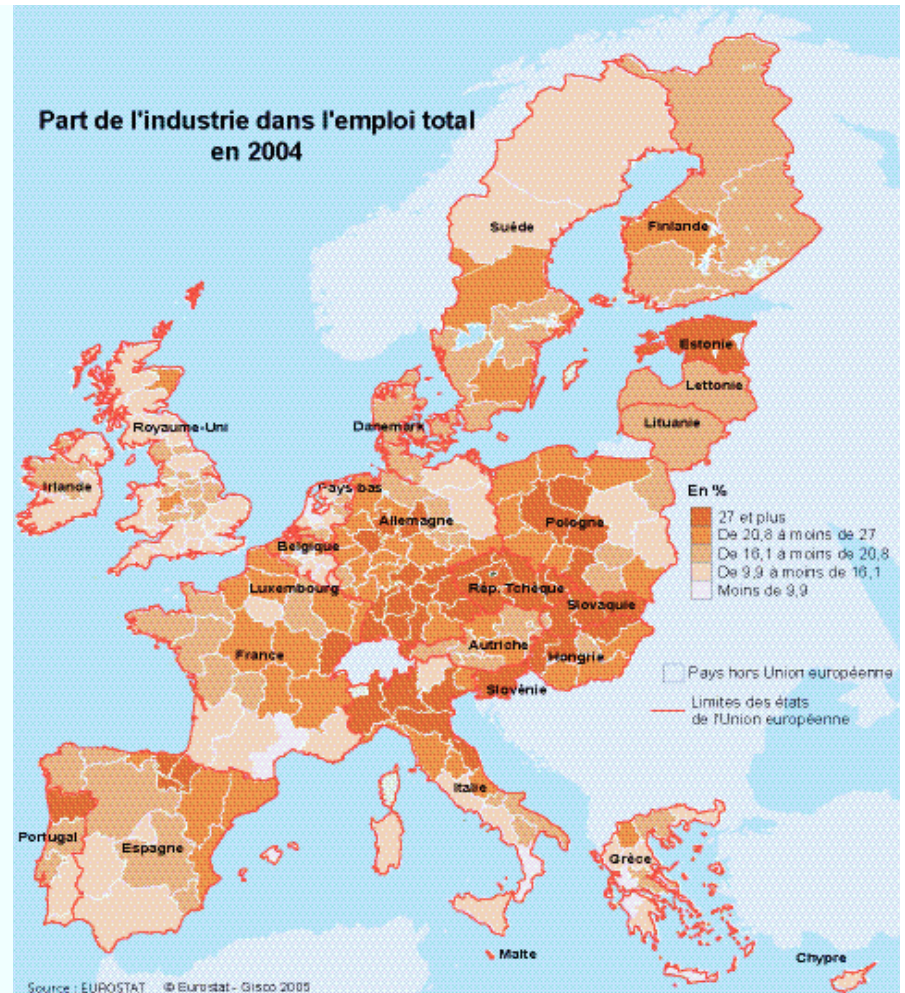 Part de l'industrie dans l'emploi total
en 2004
Suéde
Finlande
Estonie
Lettonie
Lituanie
Royaume-Uni
Danemark
Irlande
Pays bas
Allemagne
Pologne
Belgique
Luxembourg
Rép. Tchèque
Slovaquie
Autriche
France
Hongrie
Slovénie
Italie
Portugal
Espagne
Grèce
Malte
Chypre
En %
27 et plus
De 20,8 à moins de 27
De 16,1 à moins de 20,8
De 9,9 à moins de 16,1
Moins de 9,9
Pays hors Union européenne
Limites des états
de l'Union européenne
Source : EUROSTAT © Eurostat - Gisco 2005